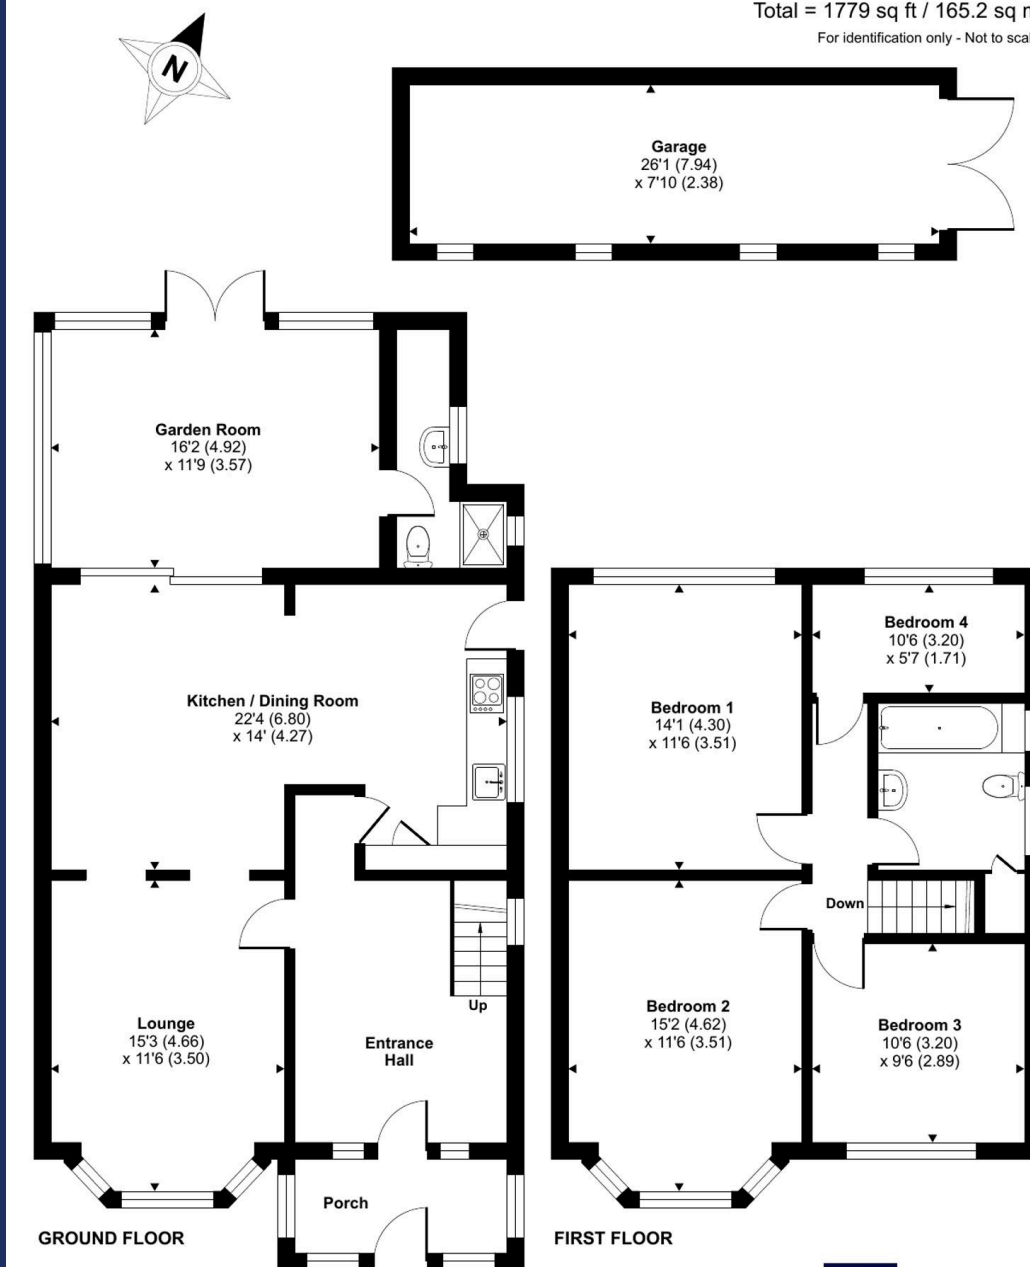 Total = 1779 sq ft / 165.2 sq m
For identification only - Not to scal
N
Garage
26'1 (7.94)
x 7'10 (2.38)
Garden Room
16'2 (4.92)
x 11'9 (3.57)
Kitchen / Dining Room
22'4 (6.80)
x 14' (4.27)
Bedroom 1
14'1 (4.30)
x 11'6 (3.51)
Bedroom 4
10'6 (3.20)
x 5'7 (1.71)
Down
Up
Lounge
15'3 (4.66)
x 11'6 (3.50)
Entrance
Hall
Bedroom 2
15'2 (4.62)
x 11'6 (3.51)
Bedroom 3
10'6 (3.20)
x 9'6 (2.89)
Porch
GROUND FLOOR
FIRST FLOOR